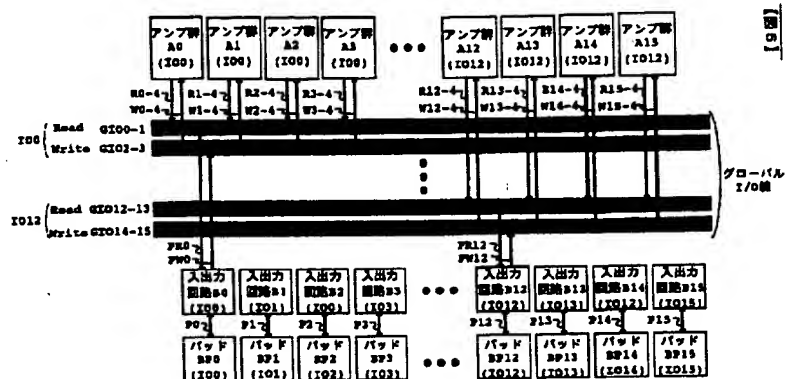 【図5】
アンプ群 アンプ群 アンプ群 アンプ群 アンプ群 アンプ群 アンプ群 アンプ群
A0 A1 A2 A3 A12 A13 A14 A15
(IO0) (IO0) (IO0) (IO0) (IO12) (IO12) (IO12) (IO12)
R0-4 R1-4 R2-4 R3-4 R12-4 R13-4 R14-4 R15-4
W0-4 W1-4 W2-4 W3-4 W12-4 W13-4 W14-4 W15-4
IO0 Read GIO0-1
Write GIO2-3
グローバル
I/O線
IO12 Read GIO12-13
Write GIO14-15
PR0 PR12
PW0 PW12
入出力 入出力 入出力 入出力 入出力 入出力 入出力 入出力
回路B0 回路B1 回路B2 回路B3 回路B12 回路B13 回路B14 回路B15
(IO0) (IO1) (IO0) (IO3) (IO12) (IO13) (IO12) (IO15)
P0 P1 P2 P3 P12 P13 P14 P15
パッド パッド パッド パッド パッド パッド パッド パッド
BP0 BP1 BP2 BP3 BP12 BP13 BP14 BP15
(IO0) (IO1) (IO2) (IO3) (IO12) (IO13) (IO14) (IO15)